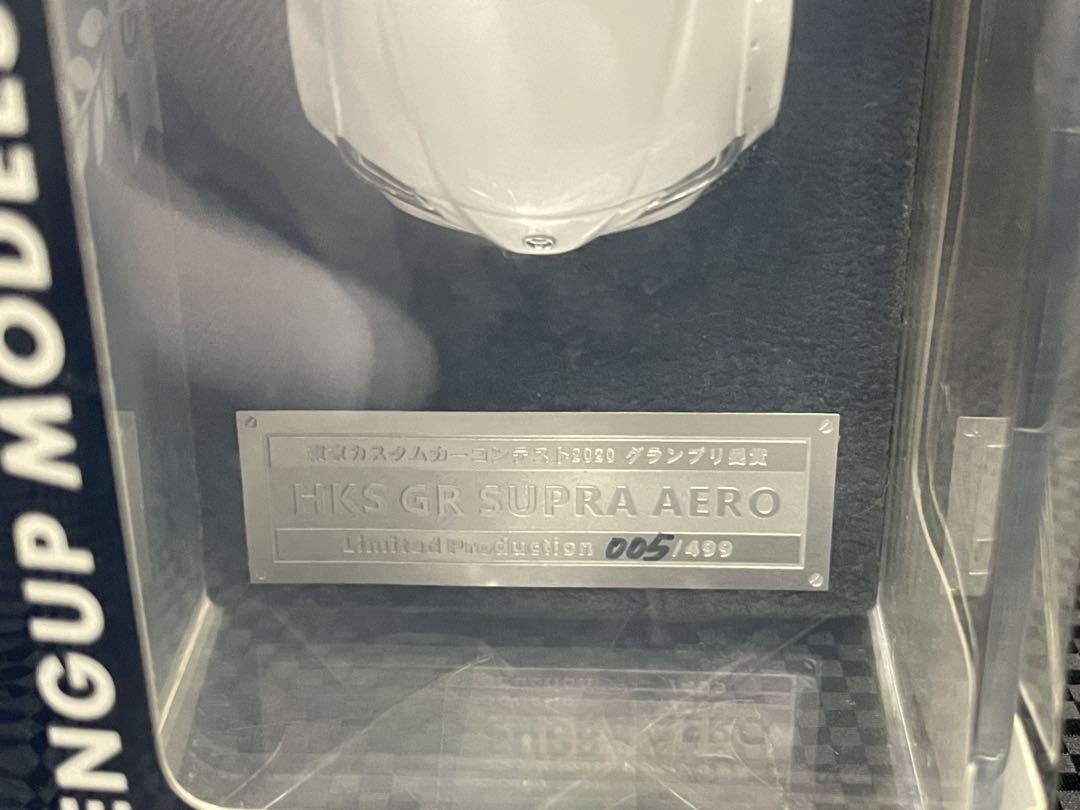 ENGUP MODELS
東京カスタムカーコンテスト2020 グランプリ受賞
HKS GR SUPRA AERO
Limited Production 005/499